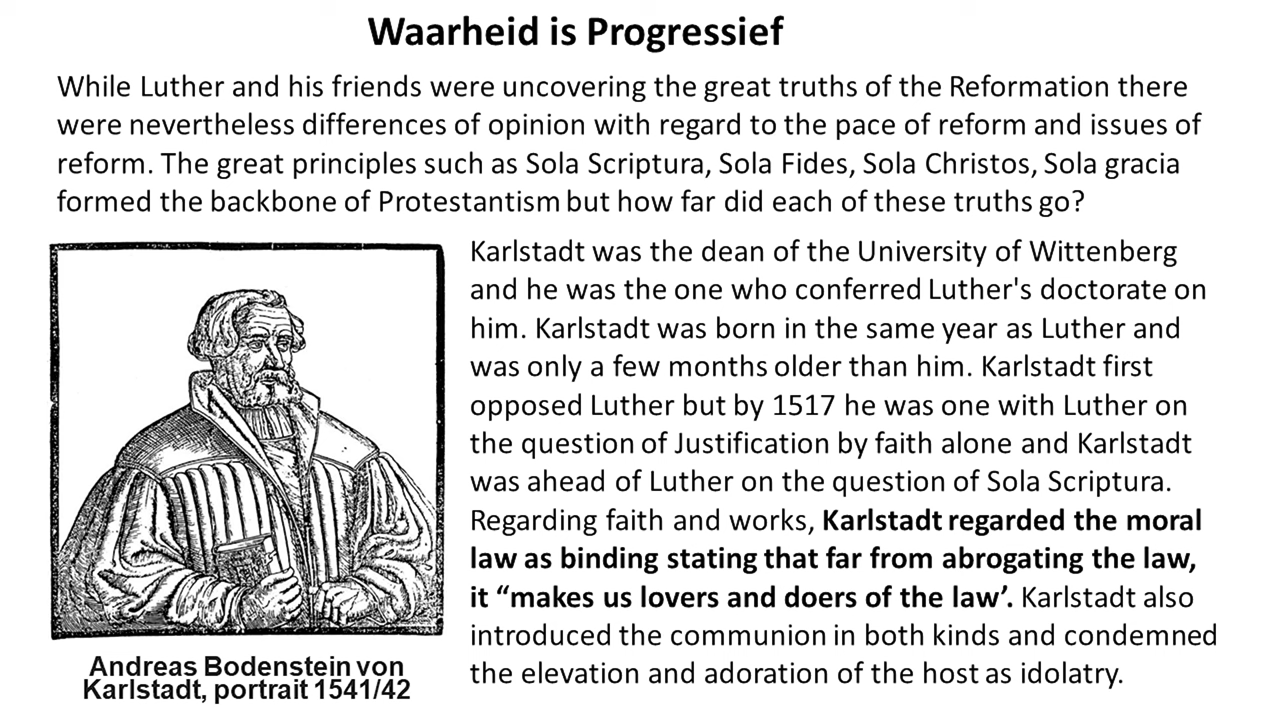 Waarheid is Progressief
While Luther and his friends were uncovering the great truths of the Reformation there
were nevertheless differences of opinion with regard to the pace of reform and issues of
reform. The great principles such as Sola Scriptura, Sola Fides, Sola Christos, Sola gracia
formed the backbone of Protestantism but how far did each of these truths go?
Karlstadt was the dean of the University of Wittenberg
and he was the one who conferred Luther's doctorate on
him. Karlstadt was born in the same year as Luther and
was only a few months older than him. Karlstadt first
opposed Luther but by 1517 he was one with Luther on
the question of Justification by faith alone and Karlstadt
was ahead of Luther on the question of Sola Scriptura.
Regarding faith and works, Karlstadt regarded the moral
law as binding stating that far from abrogating the law,
it “makes us lovers and doers of the law’. Karlstadt also
introduced the communion in both kinds and condemned
the elevation and adoration of the host as idolatry.
Andreas Bodenstein von
Karlstadt, portrait 1541/42